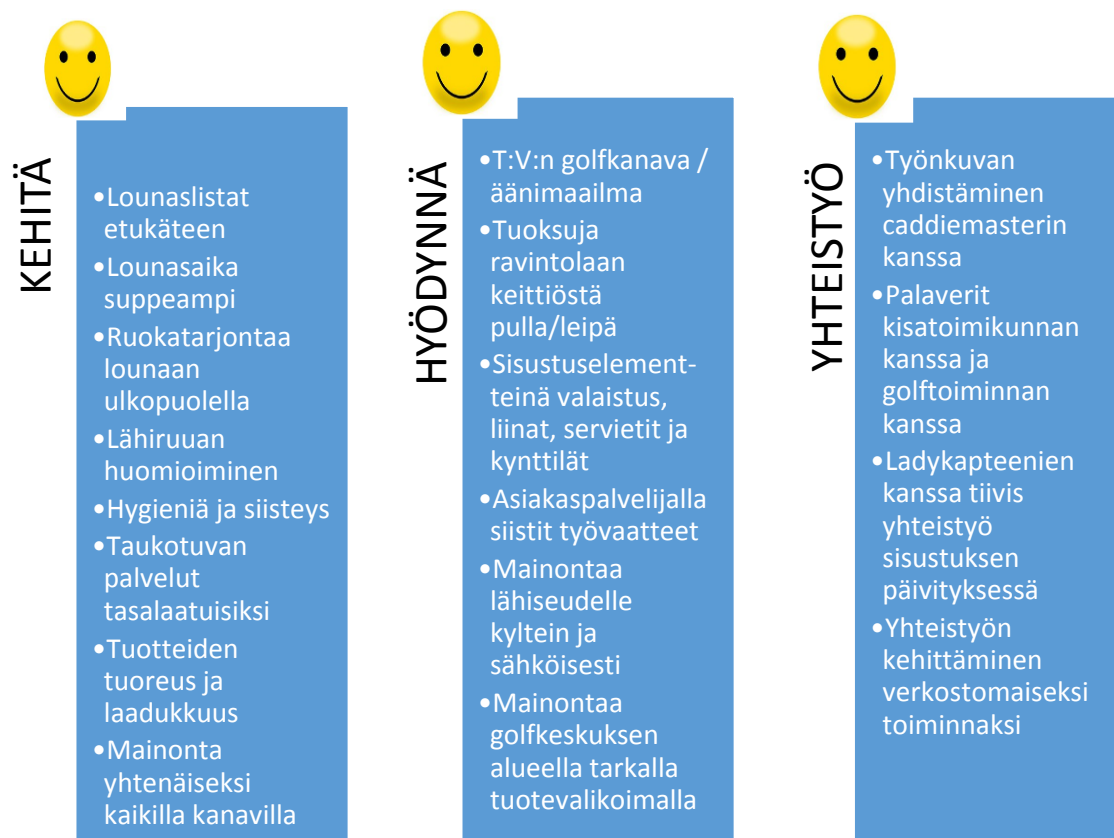 KEHITÄ
•Lounaslistat
etukäteen
•Lounasaika
suppeampi
•Ruokatarjontaa
lounaan
ulkopuolella
•Lähiruuan
huomioiminen
•Hygieniä ja siisteys
•Taukotuvan
palvelut
tasalaatuisiksi
•Tuotteiden
tuoreus ja
laadukkuus
•Mainonta
yhtenäiseksi
kaikilla kanavilla
HYÖDYNNÄ
•T:V:n golfkanava /
äänimaailma
•Tuoksuja
ravintolaan
keittiöstä
pulla/leipä
•Sisustuselement-
teinä valaistus,
liinat, servietit ja
kynttilät
•Asiakaspalvelijalla
siistit työvaatteet
•Mainontaa
lähiseudelle
kyltein ja
sähköisesti
•Mainontaa
golfkeskuksen
alueella tarkalla
tuotevalikoimalla
YHTEISTYÖ
•Työnkuvan
yhdistäminen
caddiemasterin
kanssa
•Palaverit
kisatoimikunnan
kanssa ja
golftoiminnan
kanssa
•Ladykapteenien
kanssa tiivis
yhteistyö
sisustuksen
päivityksessä
•Yhteistyön
kehittäminen
verkostomaiseksi
toiminnaksi